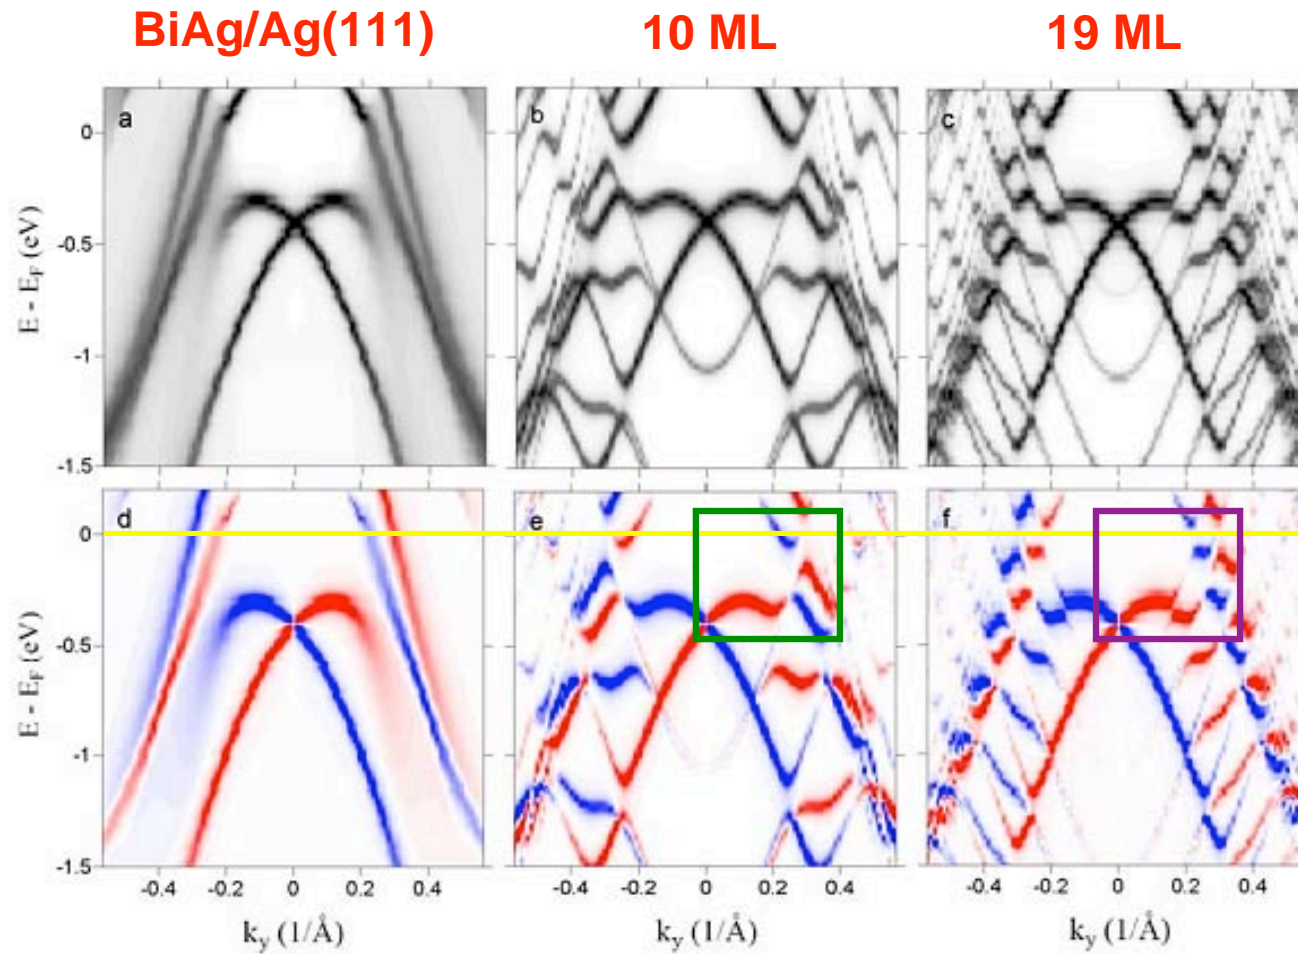 BiAg/Ag(111) 10 ML 19 ML
a b c
0
-0.5
-1
-1.5
E - E_F (eV)
d e f
0
-0.5
-1
-1.5
E - E_F (eV)
-0.4 -0.2 0 0.2 0.4 -0.4 -0.2 0 0.2 0.4 -0.4 -0.2 0 0.2 0.4
k_y (1/Å) k_y (1/Å) k_y (1/Å)